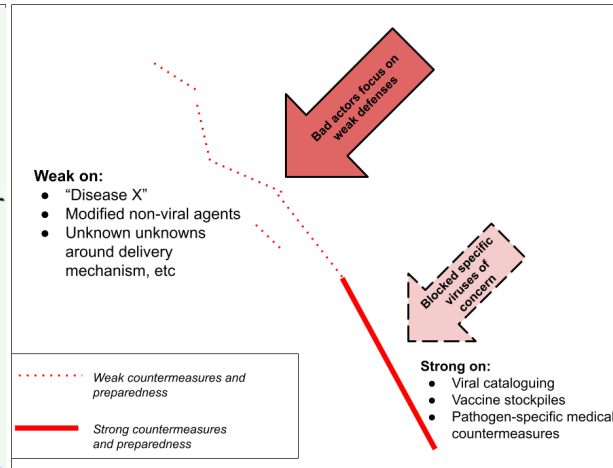 Bad actors focus on
weak defenses
Weak on:
● “Disease X”
● Modified non-viral agents
● Unknown unknowns
around delivery
mechanism, etc
Blocked specific
viruses of
concern
Strong on:
● Viral cataloguing
● Vaccine stockpiles
● Pathogen-specific medical
countermeasures
Weak countermeasures and
preparedness
Strong countermeasures
and preparedness